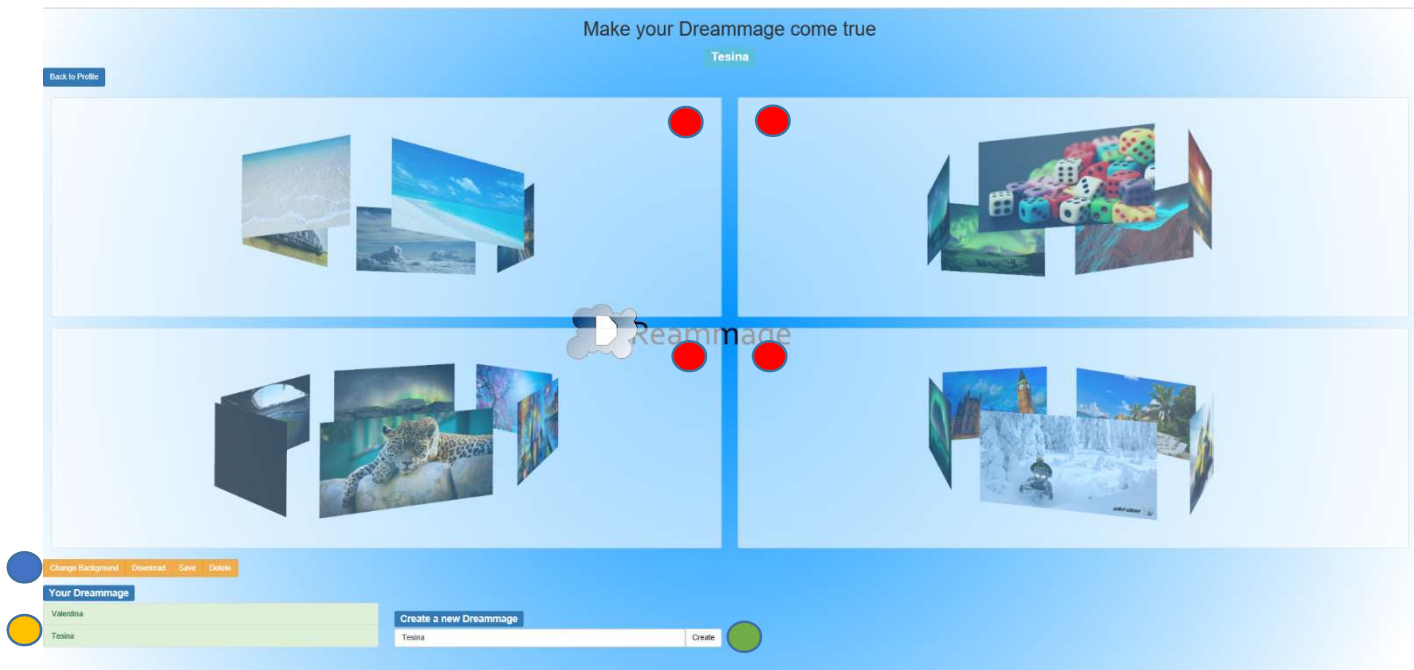 Make your Dreammage come true
Tesina
Back to Profile
Reammage
Change Background Download Save Delete
Your Dreammage
Valentina
Tesina
Create a new Dreammage
Tesina Create